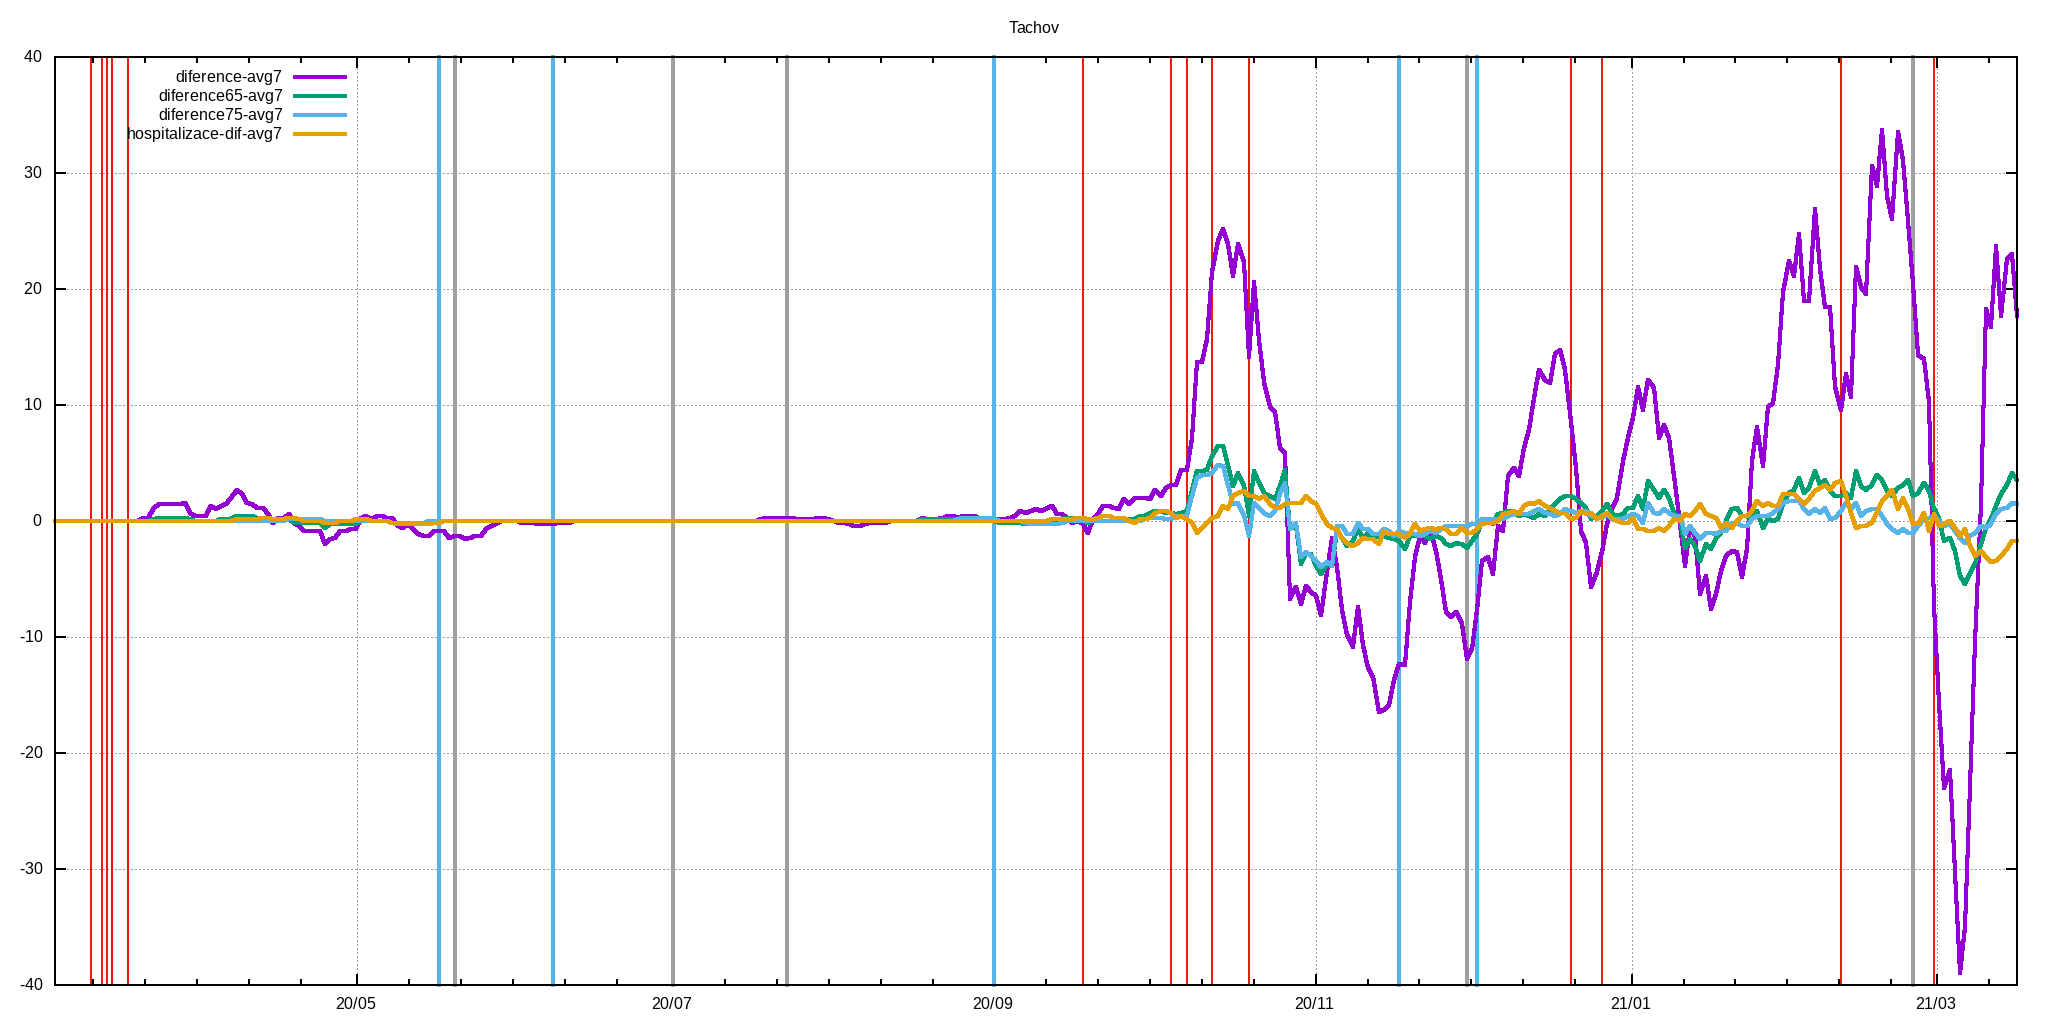 Tachov
40
diference-avg7
diference65-avg7
diference75-avg7
hospitalizace-dif-avg7
30
20
10
0
-10
-20
-30
-40
20/05 20/07 20/09 20/11 21/01 21/03